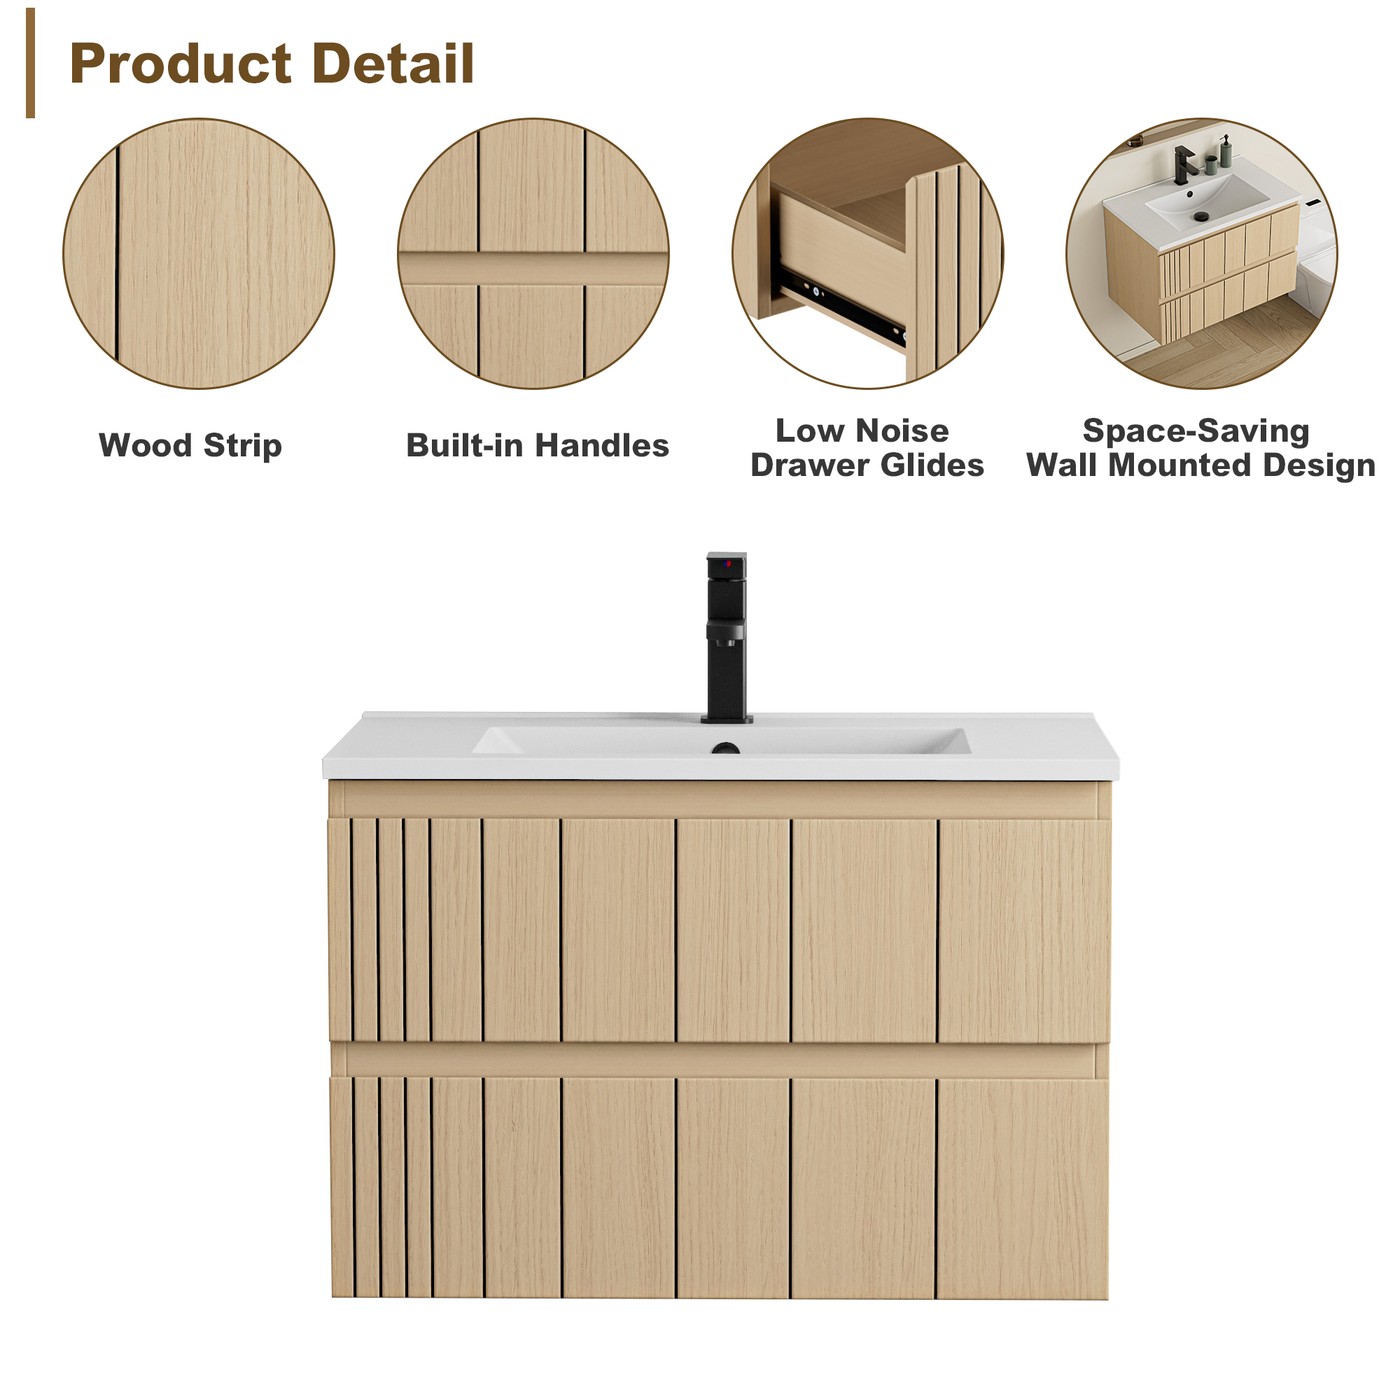 Product Detail
Wood Strip
Built-in Handles
Low Noise
Drawer Glides
Space-Saving
Wall Mounted Design